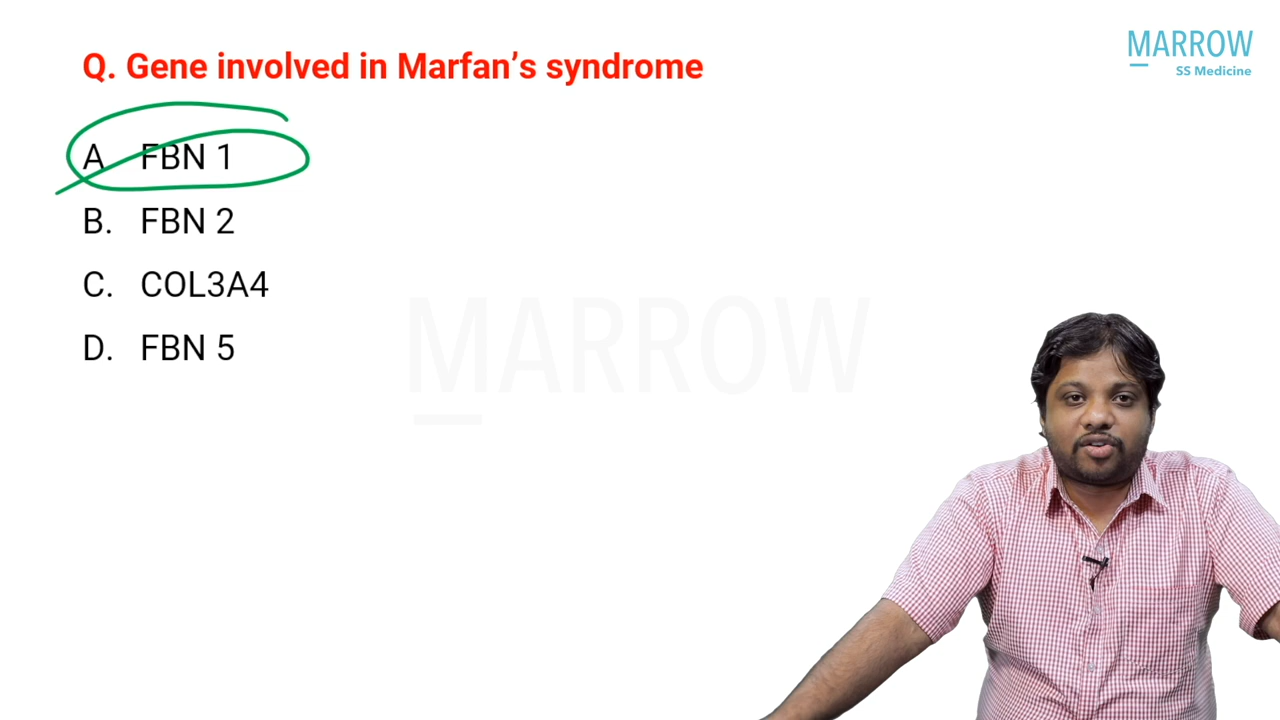 MARROW
SS Medicine
Q. Gene involved in Marfan’s syndrome
A FBN 1
B. FBN 2
C. COL3A4
D. FBN 5
MARROW